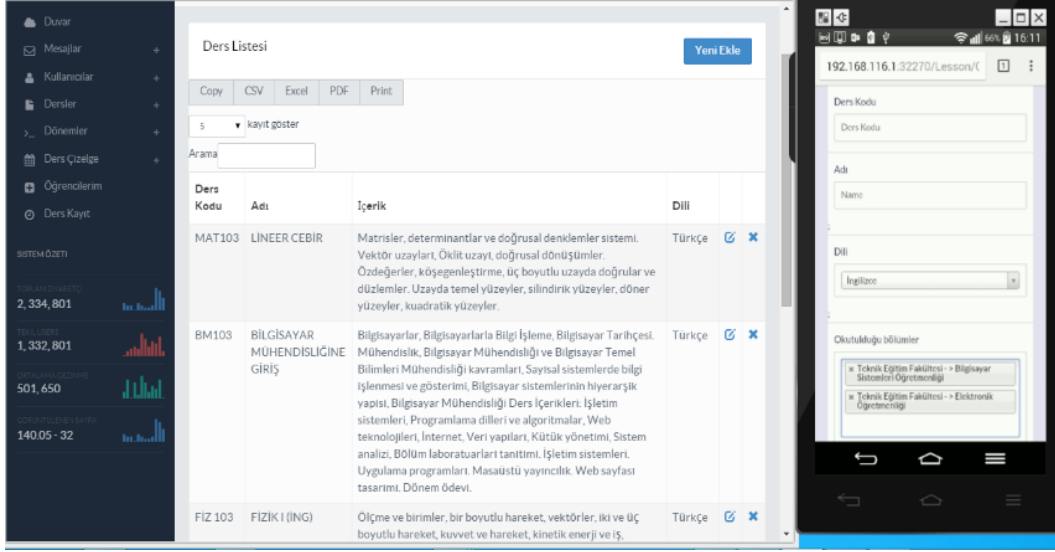 Duvar
Mesajlar +
Kullanıcılar +
Dersler +
Dönemler +
Ders Çizelge +
Öğrencilerim
Ders Kayıt
SİSTEM ÖZETİ
2,334,801
TEKİL USERS
1,332,801
ORTALAMA GEZİNME
501,650
GÖRÜNTÜLENEN SAYFA
140.05 - 32
Ders Listesi
Yeni Ekle
Copy CSV Excel PDF Print
5 kayıt göster
Arama
Ders Kodu Adı İçerik Dili
MAT103 LİNEER CEBİR Matrisler, determinantlar ve doğrusal denklemler sistemi. Türkçe
Vektör uzayları, Öklit uzayı, doğrusal dönüşümler.
Özdeğerler, köşegenleştirme, üç boyutlu uzayda doğrular ve
düzlemler. Uzayda temel yüzeyler, silindirik yüzeyler, döner
yüzeyler, kuadratik yüzeyler.
BM103 BİLGİSAYAR Bilgisayarlar, Bilgisayarlarla Bilgi İşleme, Bilgisayar Tarihçesi. Türkçe
MÜHENDİSLİĞİNE Mühendislik, Bilgisayar Mühendisliği ve Bilgisayar Temel
GİRİŞ Bilimleri Mühendisliği kavramları, Sayısal sistemlerde bilgi
işlenmesi ve gösterimi, Bilgisayar sistemlerinin hiyerarşik
yapısı, Bilgisayar Mühendisliği Ders İçerikleri: İşletim
sistemleri, Programlama dilleri ve algoritmalar, Web
teknolojileri, İnternet, Veri yapıları, Kütük yönetimi, Sistem
analizi, Bölüm laboratuarları tanıtımı. İşletim sistemleri.
Uygulama programları. Masaüstü yayıncılık. Web sayfası
tasarımı. Dönem ödevi.
FİZ 103 FİZİK I (İNG) Ölçme ve birimler, bir boyutlu hareket, vektörler, iki ve üç Türkçe
boyutlu hareket, kuvvet ve hareket, kinetik enerji ve iş,
66% 16:11
192.168.116.1:32270/Lesson/C 1
Ders Kodu
Ders Kodu
Adı
Name
;
Dili
İngilizce
;
Okutulduğu bölümler
× Teknik Eğitim Fakültesi -> Bilgisayar
Sistemleri Öğretmenliği
× Teknik Eğitim Fakültesi -> Elektronik
Öğretmenliği